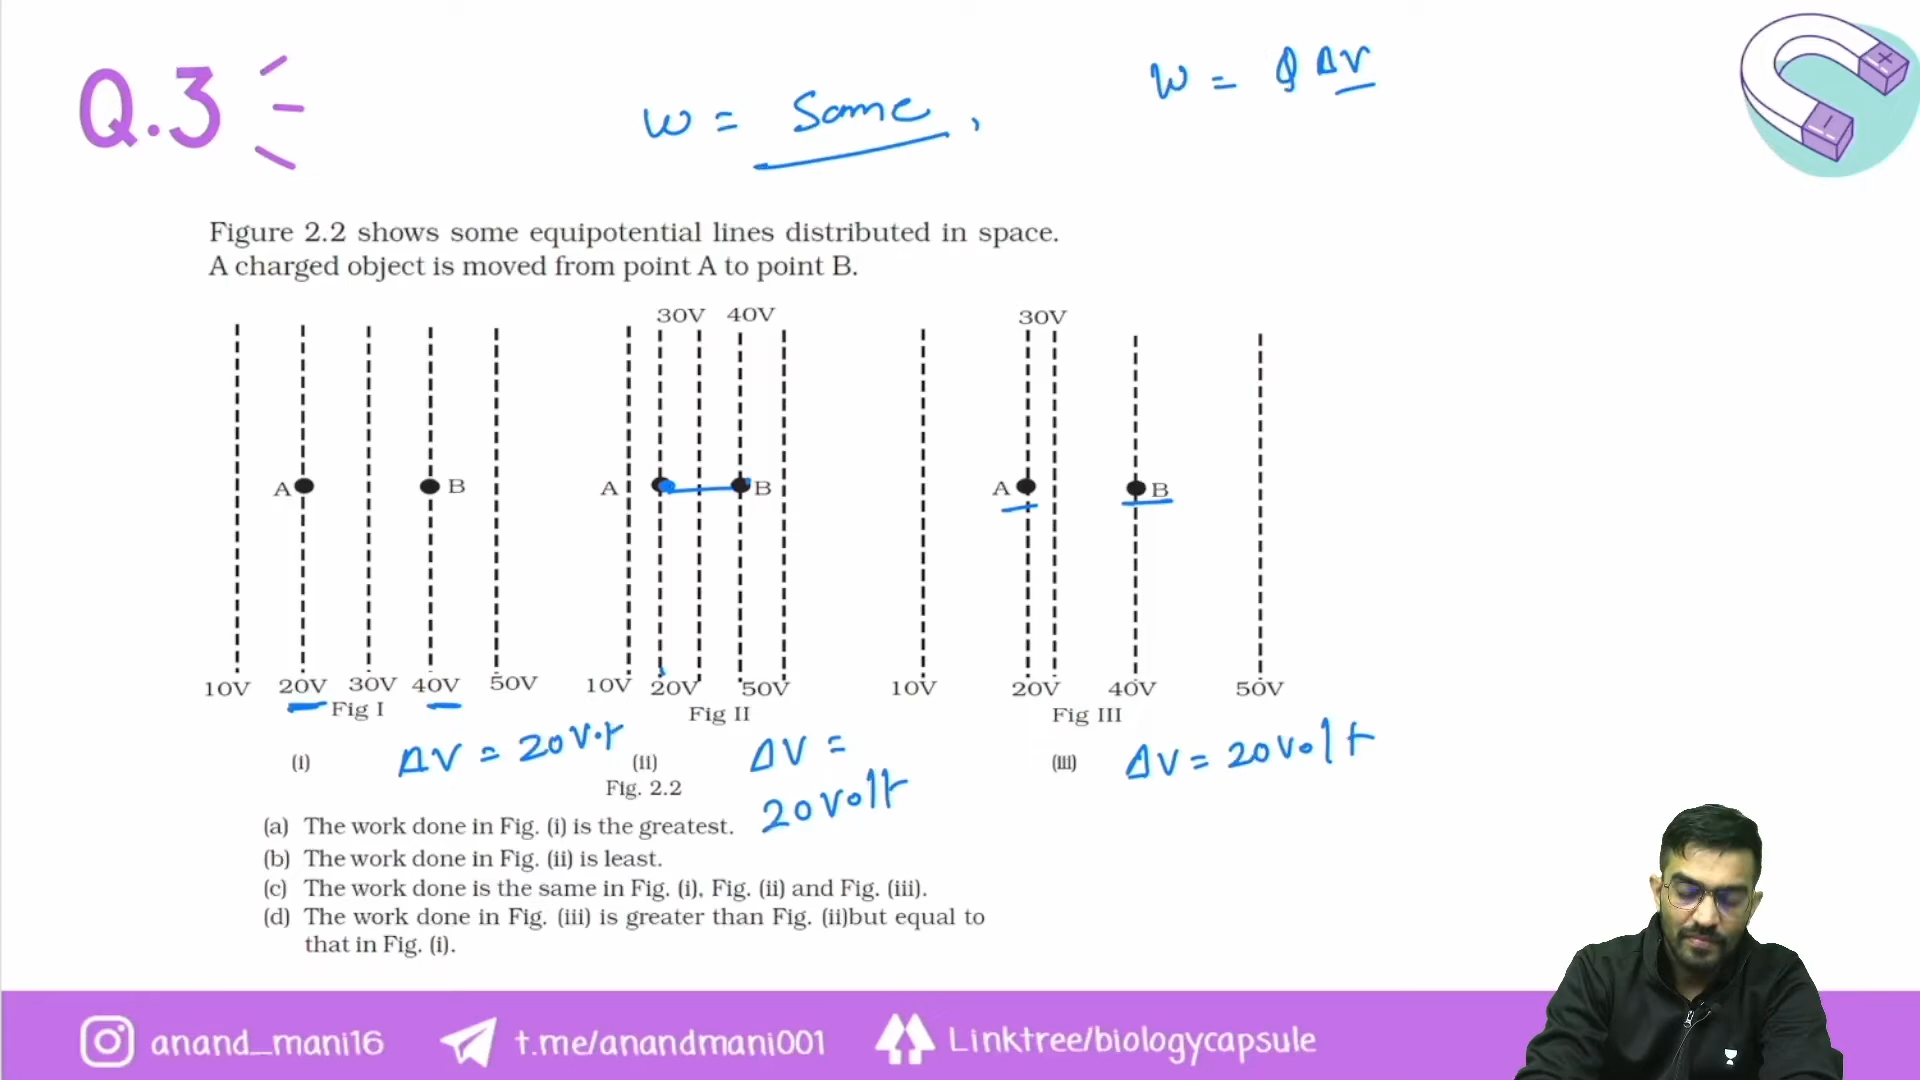 Q.3
w = Same,
W = Q ΔV
Figure 2.2 shows some equipotential lines distributed in space.
A charged object is moved from point A to point B.
30V 40V 30V
A B A B A B
10V 20V 30V 40V 50V 10V 20V 50V 10V 20V 40V 50V
Fig I Fig II Fig III
(i) ΔV = 20V.t (ii) ΔV = 20volt (iii) ΔV = 20volt
Fig. 2.2
(a) The work done in Fig. (i) is the greatest.
(b) The work done in Fig. (ii) is least.
(c) The work done is the same in Fig. (i), Fig. (ii) and Fig. (iii).
(d) The work done in Fig. (iii) is greater than Fig. (ii)but equal to
that in Fig. (i).
anand_mani16 t.me/anandmani001 Linktree/biologycapsule